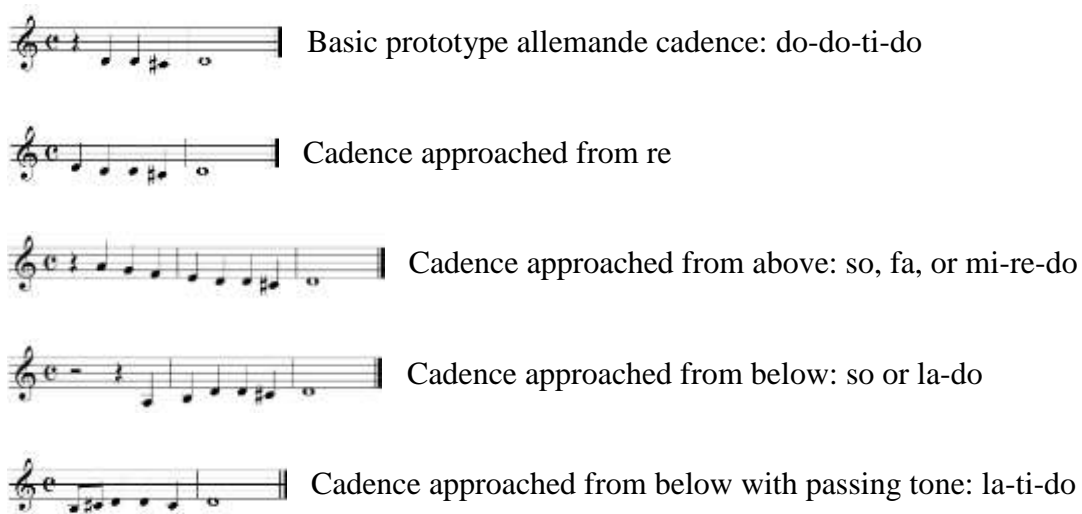 Basic prototype allemande cadence: do-do-ti-do
Cadence approached from re
Cadence approached from above: so, fa, or mi-re-do
Cadence approached from below: so or la-do
Cadence approached from below with passing tone: la-ti-do